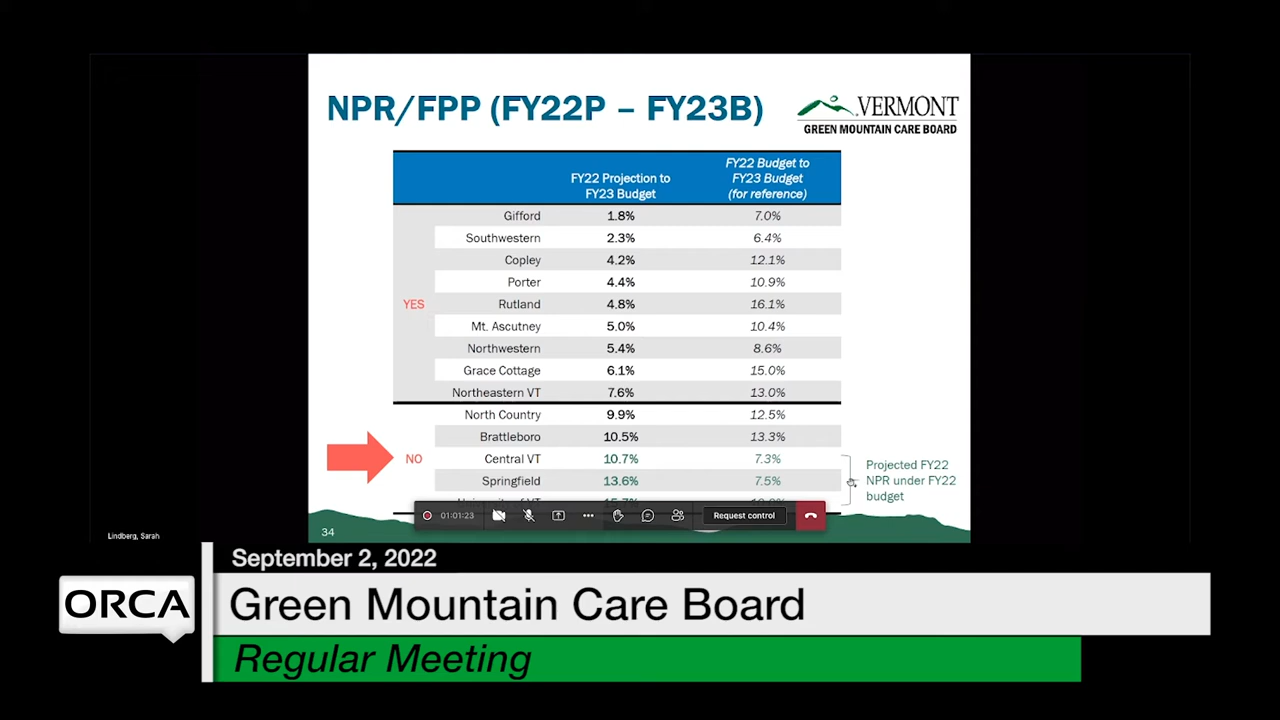 NPR/FPP (FY22P – FY23B)
VERMONT
GREEN MOUNTAIN CARE BOARD
FY22 Projection to
FY23 Budget
FY22 Budget to
FY23 Budget
(for reference)
Gifford 1.8% 7.0%
Southwestern 2.3% 6.4%
Copley 4.2% 12.1%
Porter 4.4% 10.9%
YES Rutland 4.8% 16.1%
Mt. Ascutney 5.0% 10.4%
Northwestern 5.4% 8.6%
Grace Cottage 6.1% 15.0%
Northeastern VT 7.6% 13.0%
North Country 9.9% 12.5%
Brattleboro 10.5% 13.3%
NO Central VT 10.7% 7.3%
Springfield 13.6% 7.5%
Projected FY22
NPR under FY22
budget
01:01:23
Request control
34
Lindberg, Sarah
September 2, 2022
ORCA
Green Mountain Care Board
Regular Meeting